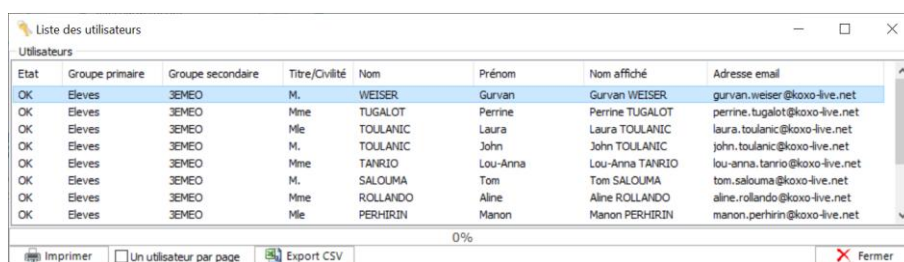 Liste des utilisateurs
Utilisateurs
Etat Groupe primaire Groupe secondaire Titre/Civilité Nom Prénom Nom affiché Adresse email
OK Eleves 3EMEO M. WEISER Gurvan Gurvan WEISER gurvan.weiser@koxo-live.net
OK Eleves 3EMEO Mme TUGALOT Perrine Perrine TUGALOT perrine.tugalot@koxo-live.net
OK Eleves 3EMEO Mle TOULANIC Laura Laura TOULANIC laura.toulanic@koxo-live.net
OK Eleves 3EMEO M. TOULANIC John John TOULANIC john.toulanic@koxo-live.net
OK Eleves 3EMEO Mme TANRIO Lou-Anna Lou-Anna TANRIO lou-anna.tanrio@koxo-live.net
OK Eleves 3EMEO M. SALOUMA Tom Tom SALOUMA tom.salouma@koxo-live.net
OK Eleves 3EMEO Mme ROLLANDO Aline Aline ROLLANDO aline.rollando@koxo-live.net
OK Eleves 3EMEO Mle PERHIRIN Manon Manon PERHIRIN manon.perhirin@koxo-live.net
0%
Imprimer Un utilisateur par page Export CSV Fermer